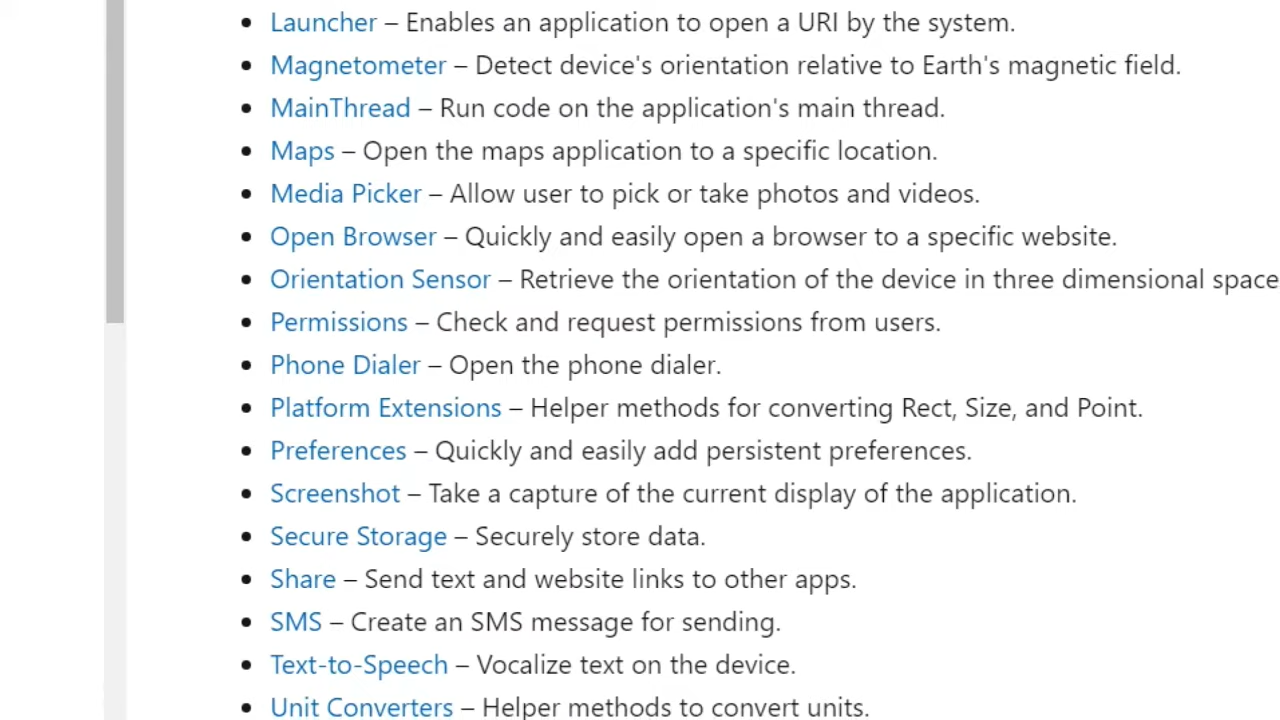 • Launcher – Enables an application to open a URI by the system.
• Magnetometer – Detect device's orientation relative to Earth's magnetic field.
• MainThread – Run code on the application's main thread.
• Maps – Open the maps application to a specific location.
• Media Picker – Allow user to pick or take photos and videos.
• Open Browser – Quickly and easily open a browser to a specific website.
• Orientation Sensor – Retrieve the orientation of the device in three dimensional space
• Permissions – Check and request permissions from users.
• Phone Dialer – Open the phone dialer.
• Platform Extensions – Helper methods for converting Rect, Size, and Point.
• Preferences – Quickly and easily add persistent preferences.
• Screenshot – Take a capture of the current display of the application.
• Secure Storage – Securely store data.
• Share – Send text and website links to other apps.
• SMS – Create an SMS message for sending.
• Text-to-Speech – Vocalize text on the device.
• Unit Converters – Helper methods to convert units.